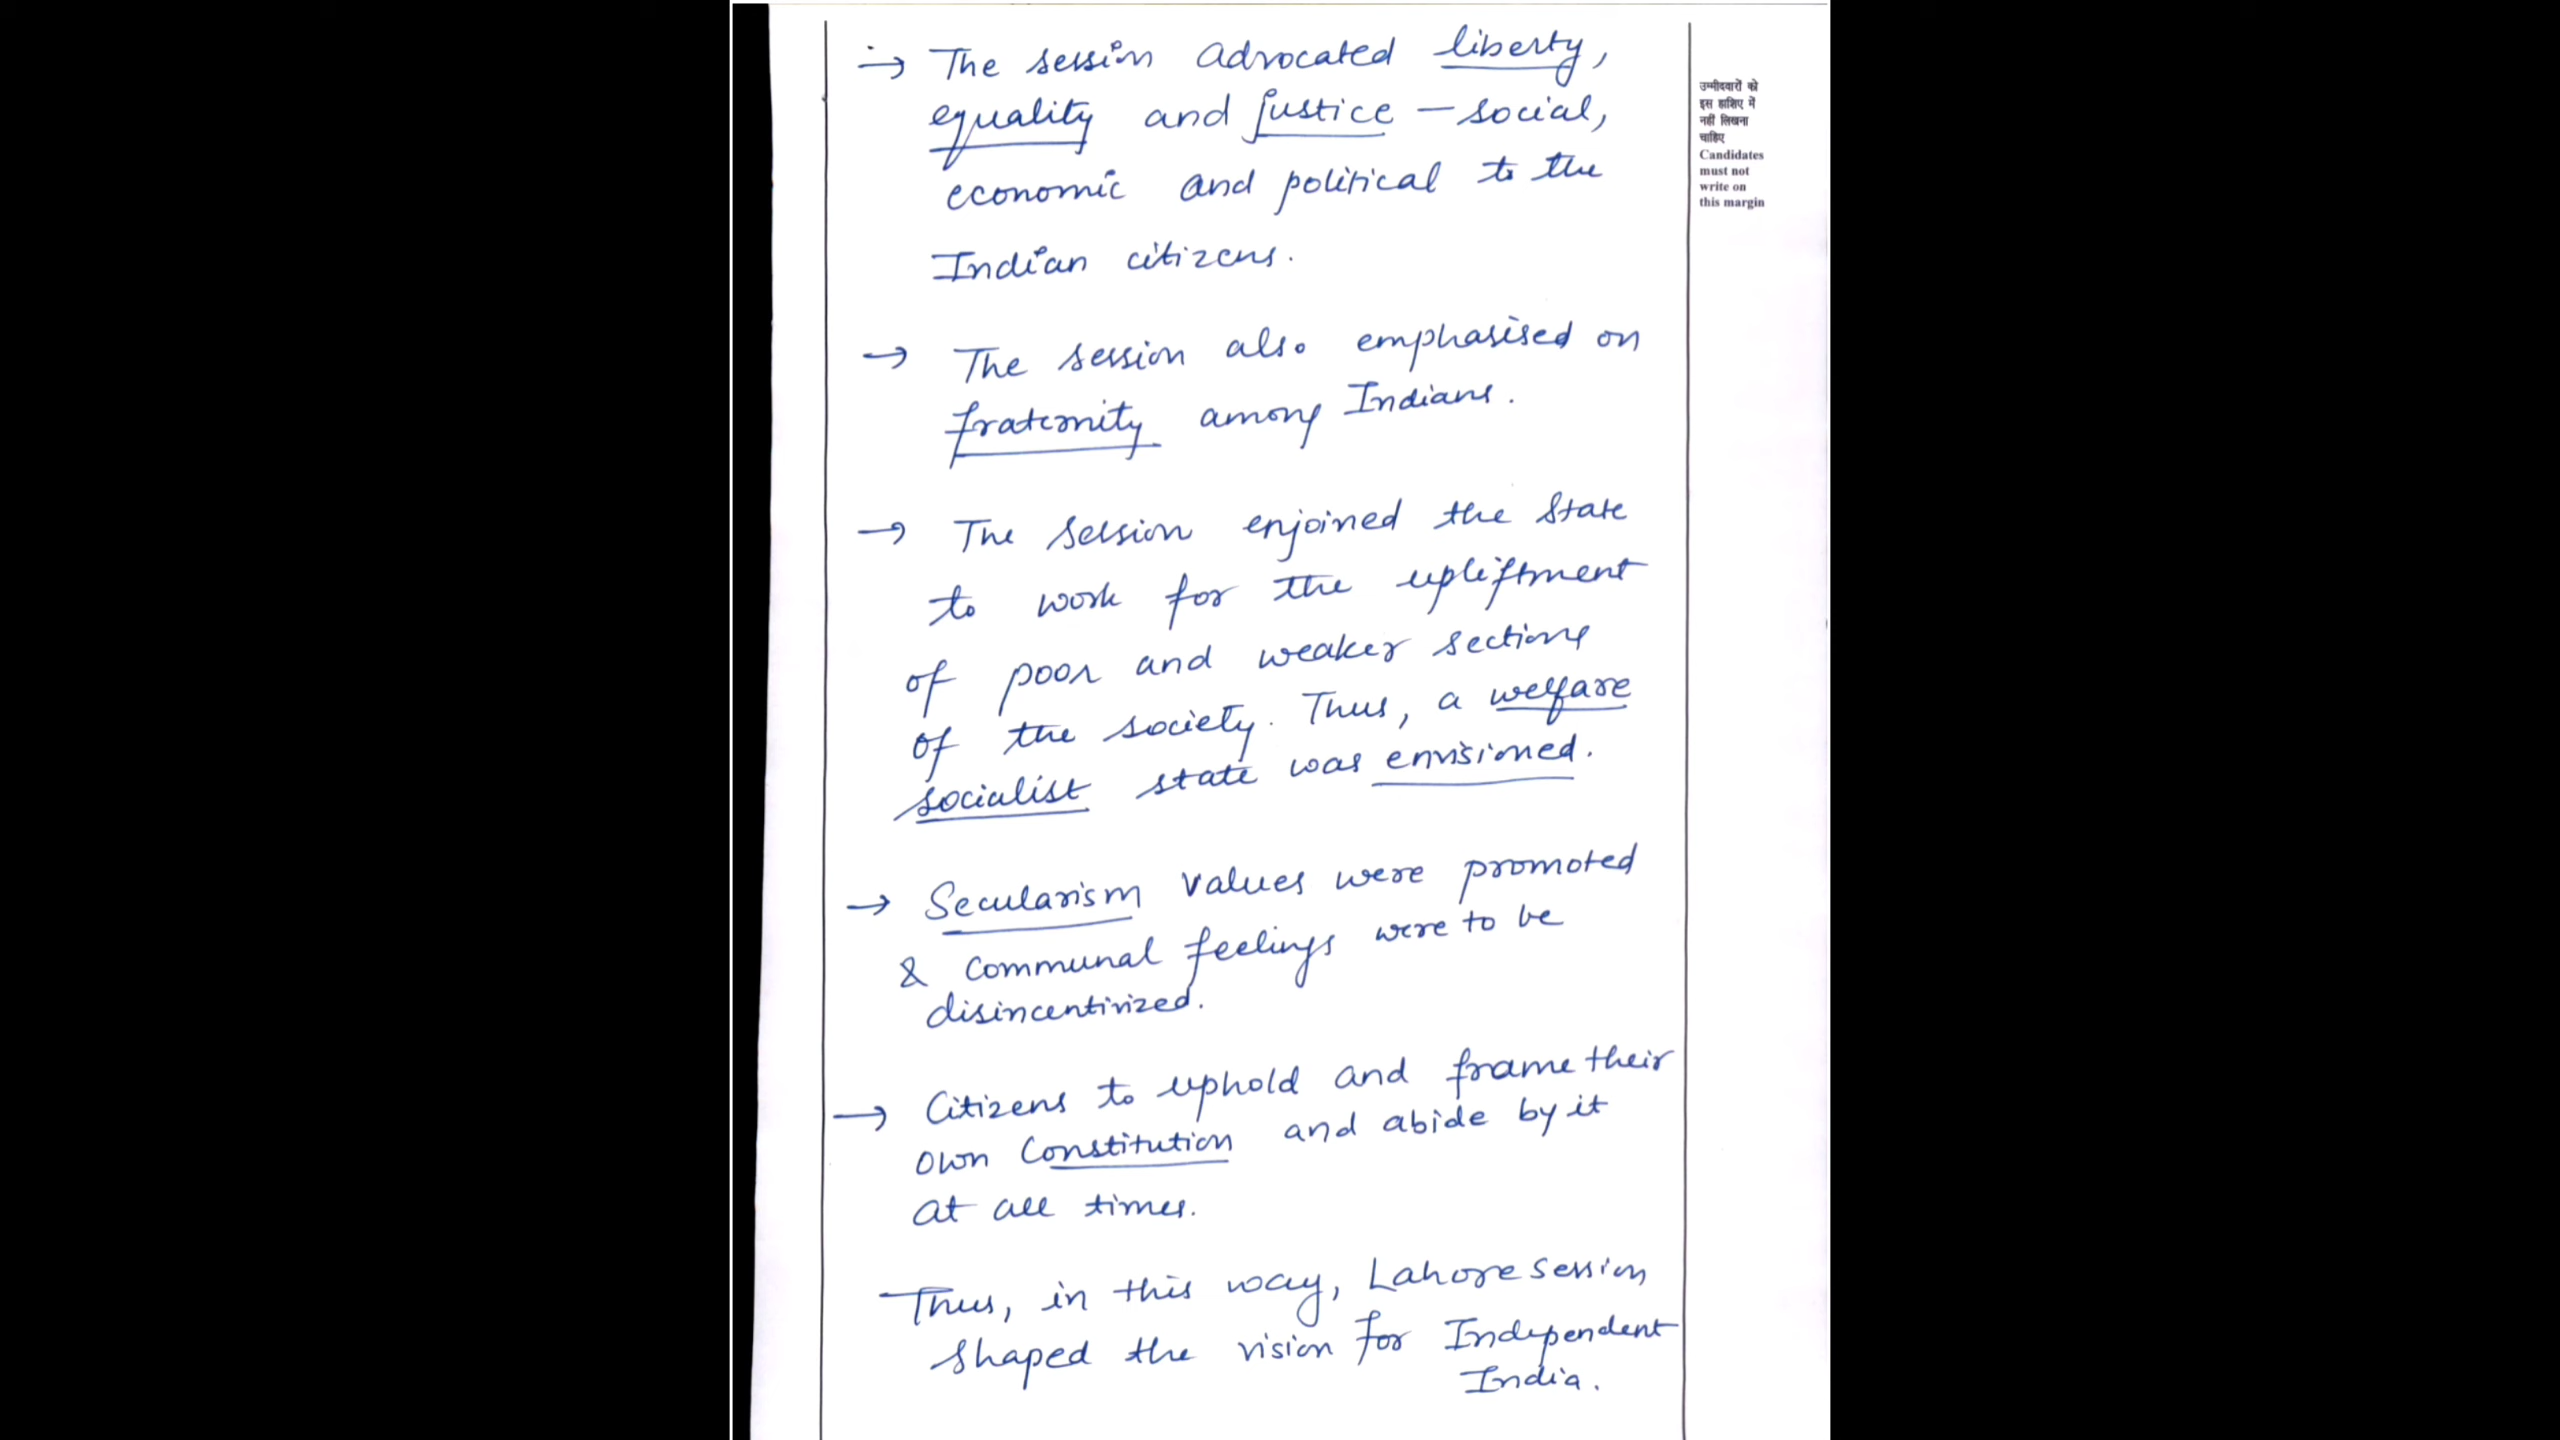 → The session advocated liberty,
equality and justice – social,
economic and political to the
Indian citizens.
→ The session also emphasised on
fraternity among Indians.
→ The session enjoined the State
to work for the upliftment
of poor and weaker sections
of the society. Thus, a welfare
socialist state was envisioned.
→ Secularism values were promoted
& communal feelings were to be
disincentivized.
→ Citizens to uphold and frame their
own Constitution and abide by it
at all times.
Thus, in this way, Lahore session
shaped the vision for Independent
India.
उम्मीदवारों को
इस हाशिए में
नहीं लिखना
चाहिए
Candidates
must not
write on
this margin